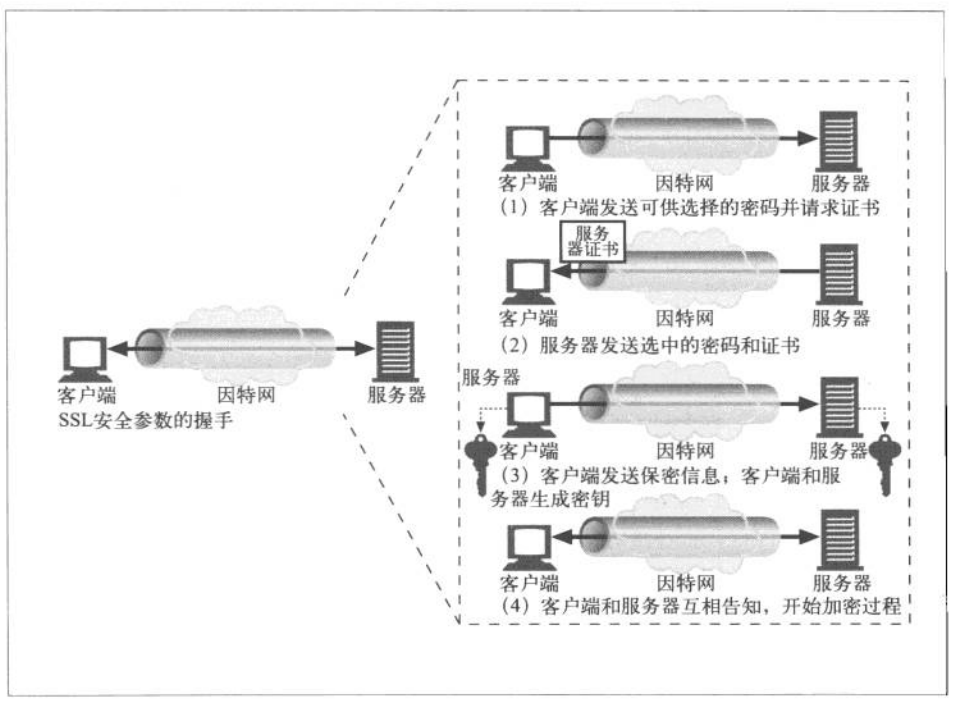 客户端
因特网
服务器
SSL安全参数的握手
客户端
因特网
服务器
(1) 客户端发送可供选择的密码并请求证书
服务
器证书
客户端
因特网
服务器
(2) 服务器发送选中的密码和证书
服务器
客户端
因特网
服务器
(3) 客户端发送保密信息;客户端和服
务器生成密钥
客户端
因特网
服务器
(4) 客户端和服务器互相告知,开始加密过程